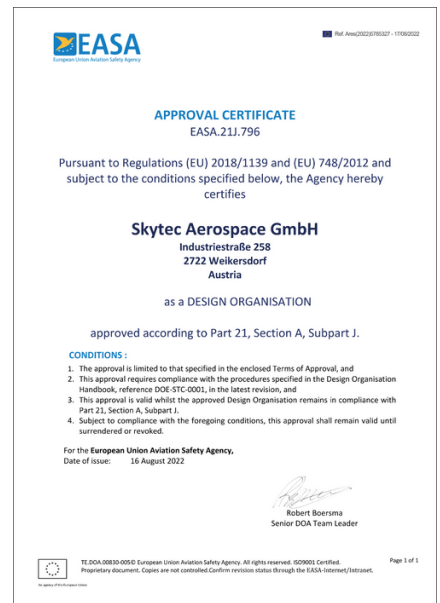 EASA
European Union Aviation Safety Agency
Ref. Ares(2022)5785327 - 17/08/2022
APPROVAL CERTIFICATE
EASA.21J.796
Pursuant to Regulations (EU) 2018/1139 and (EU) 748/2012 and
subject to the conditions specified below, the Agency hereby
certifies
Skytec Aerospace GmbH
Industriestraße 258
2722 Weikersdorf
Austria
as a DESIGN ORGANISATION
approved according to Part 21, Section A, Subpart J.
CONDITIONS :
1. The approval is limited to that specified in the enclosed Terms of Approval, and
2. This approval requires compliance with the procedures specified in the Design Organisation
Handbook, reference DOE-STC-0001, in the latest revision, and
3. This approval is valid whilst the approved Design Organisation remains in compliance with
Part 21, Section A, Subpart J.
4. Subject to compliance with the foregoing conditions, this approval shall remain valid until
surrendered or revoked.
For the European Union Aviation Safety Agency,
Date of issue: 16 August 2022
Robert Boersma
Senior DOA Team Leader
TE.DOA.00830-005© European Union Aviation Safety Agency. All rights reserved. ISO9001 Certified.
Proprietary document. Copies are not controlled.Confirm revision status through the EASA-Internet/Intranet.
Page 1 of 1
An agency of the European Union